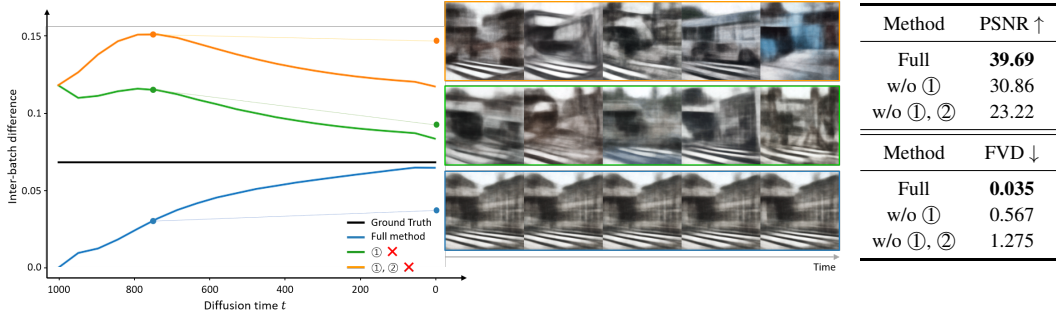 0.15
0.1
0.05
0.0
Inter-batch difference
1000
800
600
400
200
0
Diffusion time t
Ground Truth
Full method
① ✕
①, ② ✕
Time
Method PSNR ↑
Full 39.69
w/o ① 30.86
w/o ①, ② 23.22
Method FVD ↓
Full 0.035
w/o ① 0.567
w/o ①, ② 1.275